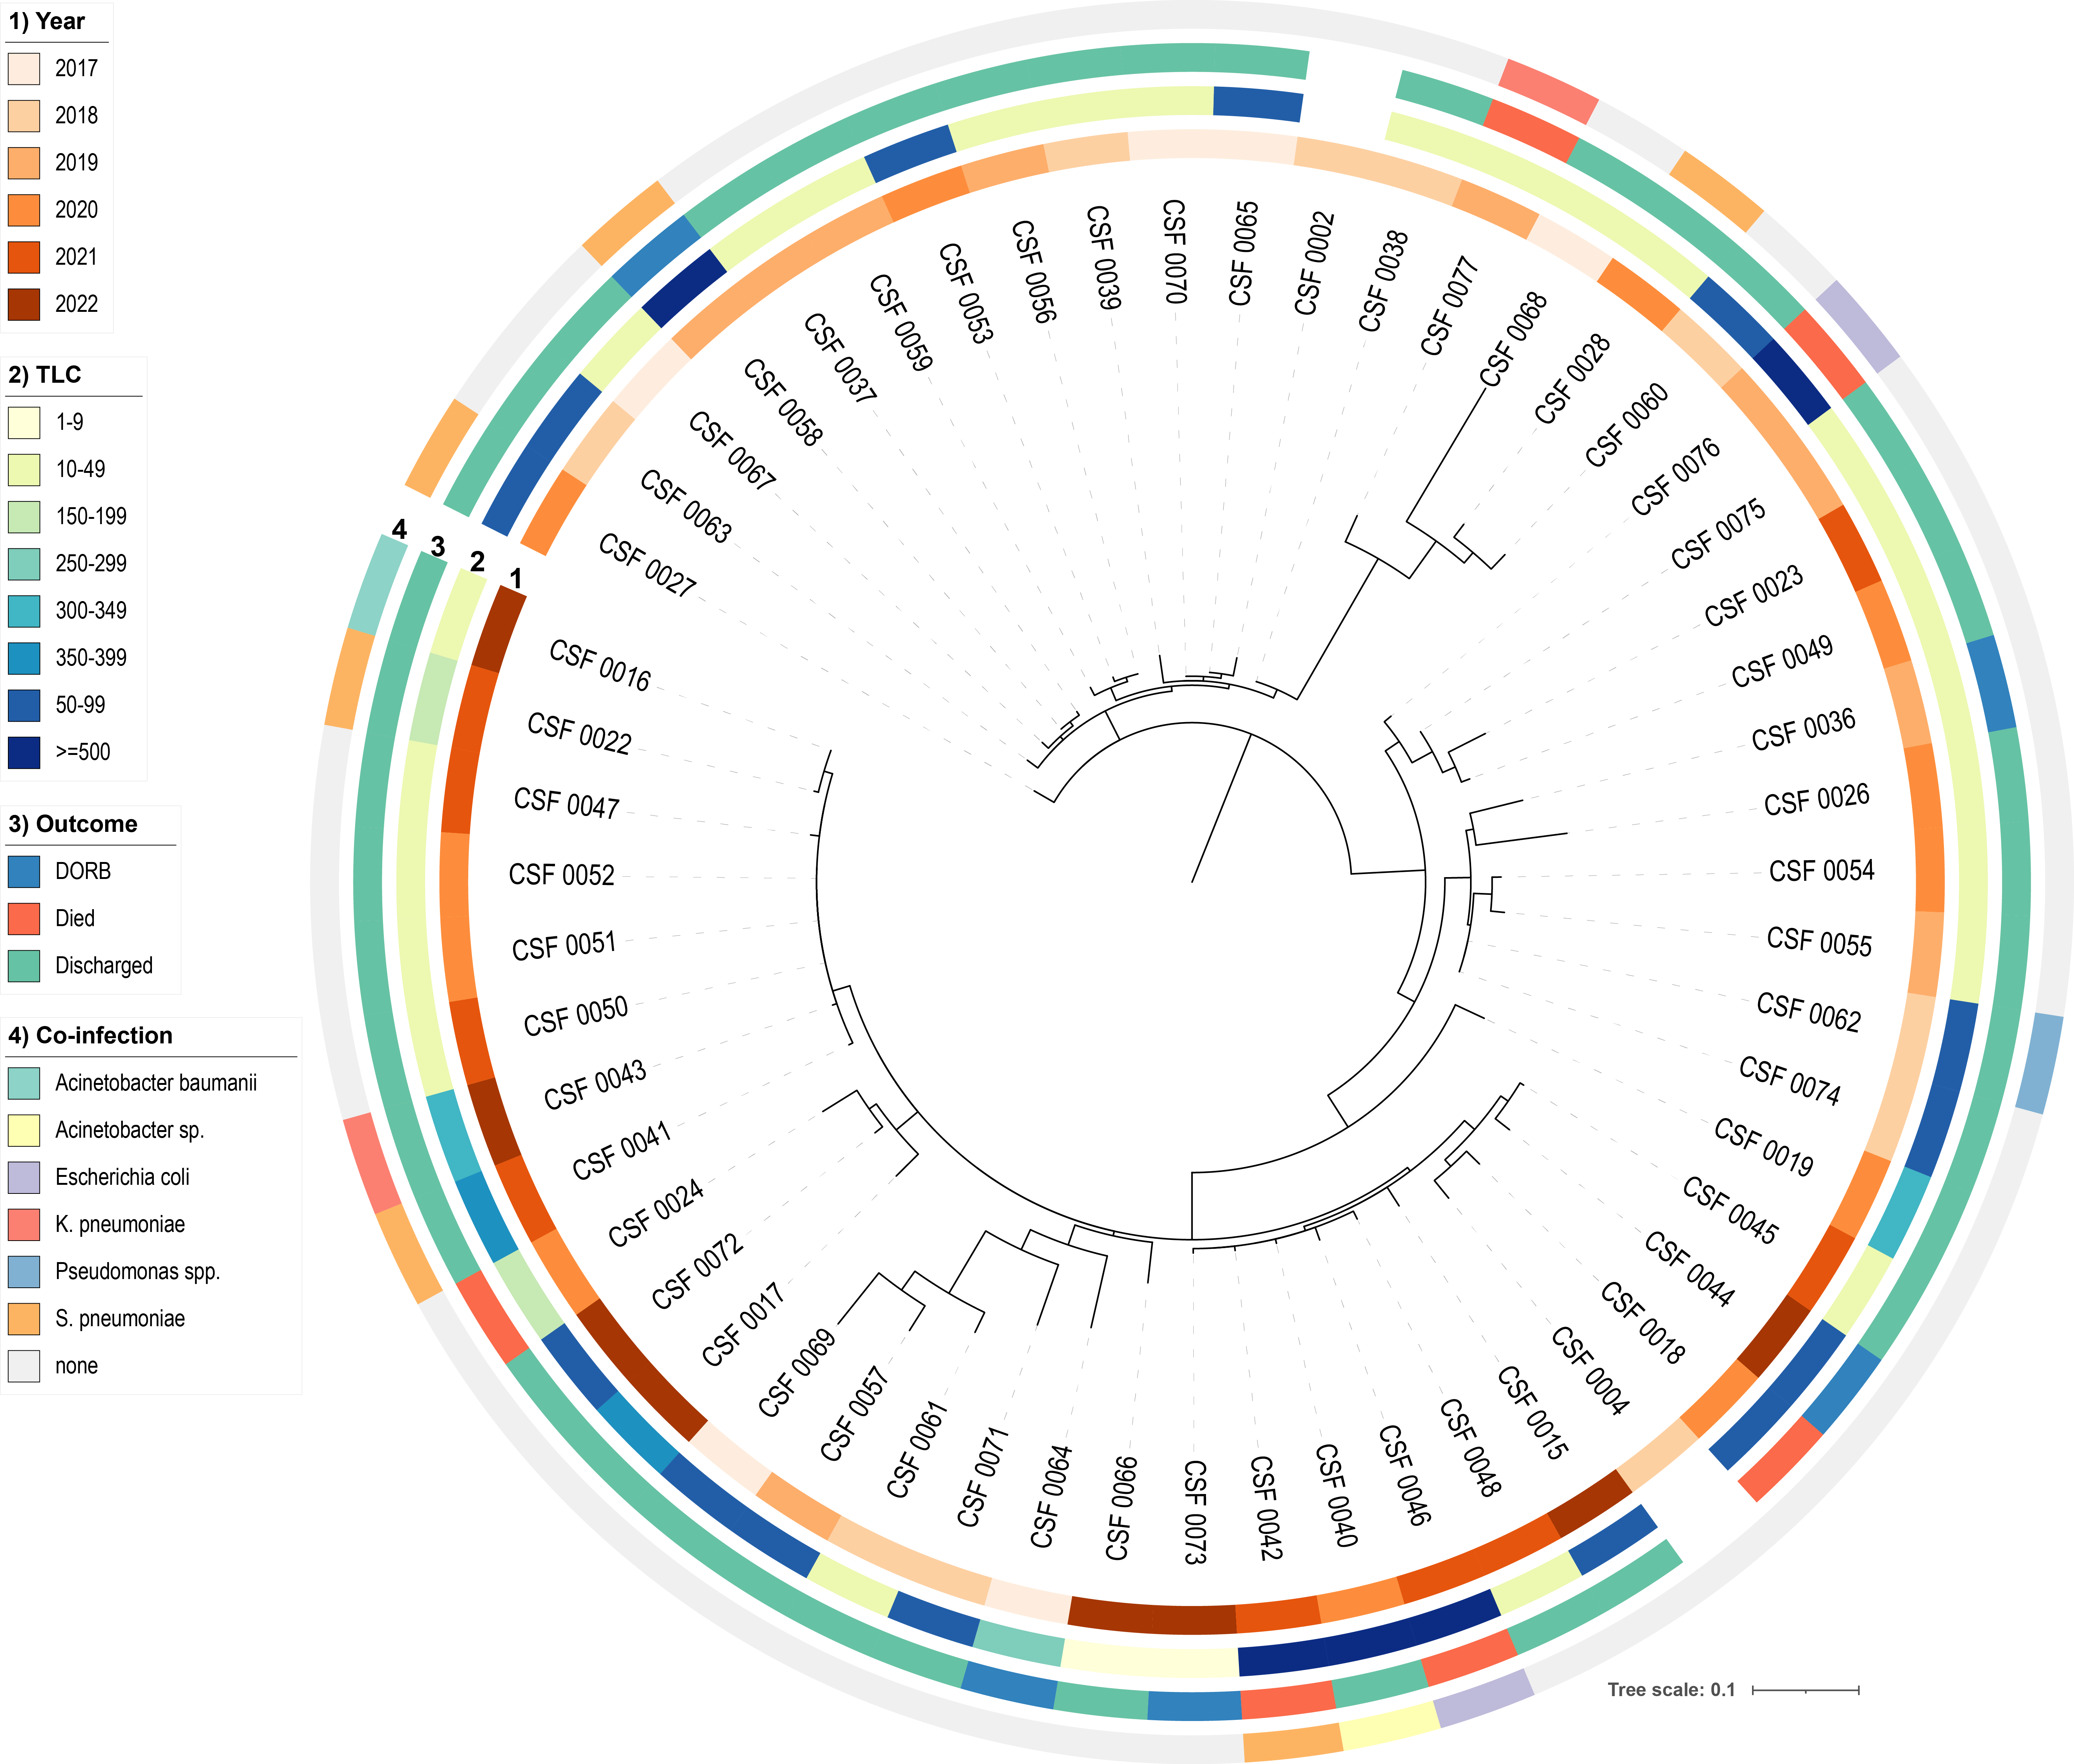 1) Year
2017
2018
2019
2020
2021
2022
2) TLC
1-9
10-49
150-199
250-299
300-349
350-399
50-99
>=500
3) Outcome
DORB
Died
Discharged
4) Co-infection
Acinetobacter baumanii
Acinetobacter sp.
Escherichia coli
K. pneumoniae
Pseudomonas spp.
S. pneumoniae
none
4
3
2
1
CSF 0016
CSF 0027
CSF 0063
CSF 0067
CSF 0058
CSF 0037
CSF 0059
CSF 0053
CSF 0056
CSF 0039
CSF 0070
CSF 0065
CSF 0002
CSF 0038
CSF 0077
CSF 0068
CSF 0028
CSF 0060
CSF 0076
CSF 0075
CSF 0023
CSF 0049
CSF 0036
CSF 0026
CSF 0054
CSF 0055
CSF 0062
CSF 0074
CSF 0019
CSF 0045
CSF 0044
CSF 0018
CSF 0004
CSF 0015
CSF 0048
CSF 0046
CSF 0040
CSF 0042
CSF 0073
CSF 0066
CSF 0064
CSF 0071
CSF 0061
CSF 0057
CSF 0069
CSF 0017
CSF 0072
CSF 0024
CSF 0041
CSF 0043
CSF 0050
CSF 0051
CSF 0052
CSF 0047
CSF 0022
Tree scale: 0.1